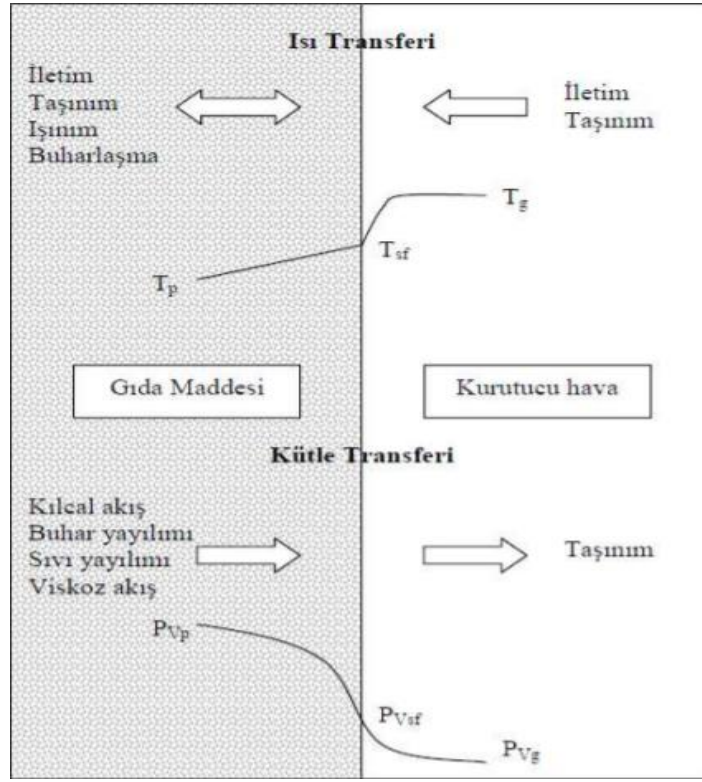 Isı Transferi
İletim
Taşınım
Işınım
Buharlaşma
İletim
Taşınım
Tg
Tsf
Tp
Gıda Maddesi
Kurutucu hava
Kütle Transferi
Kılcal akış
Buhar yayılımı
Sıvı yayılımı
Viskoz akış
Taşınım
PVp
PVsf
PVg